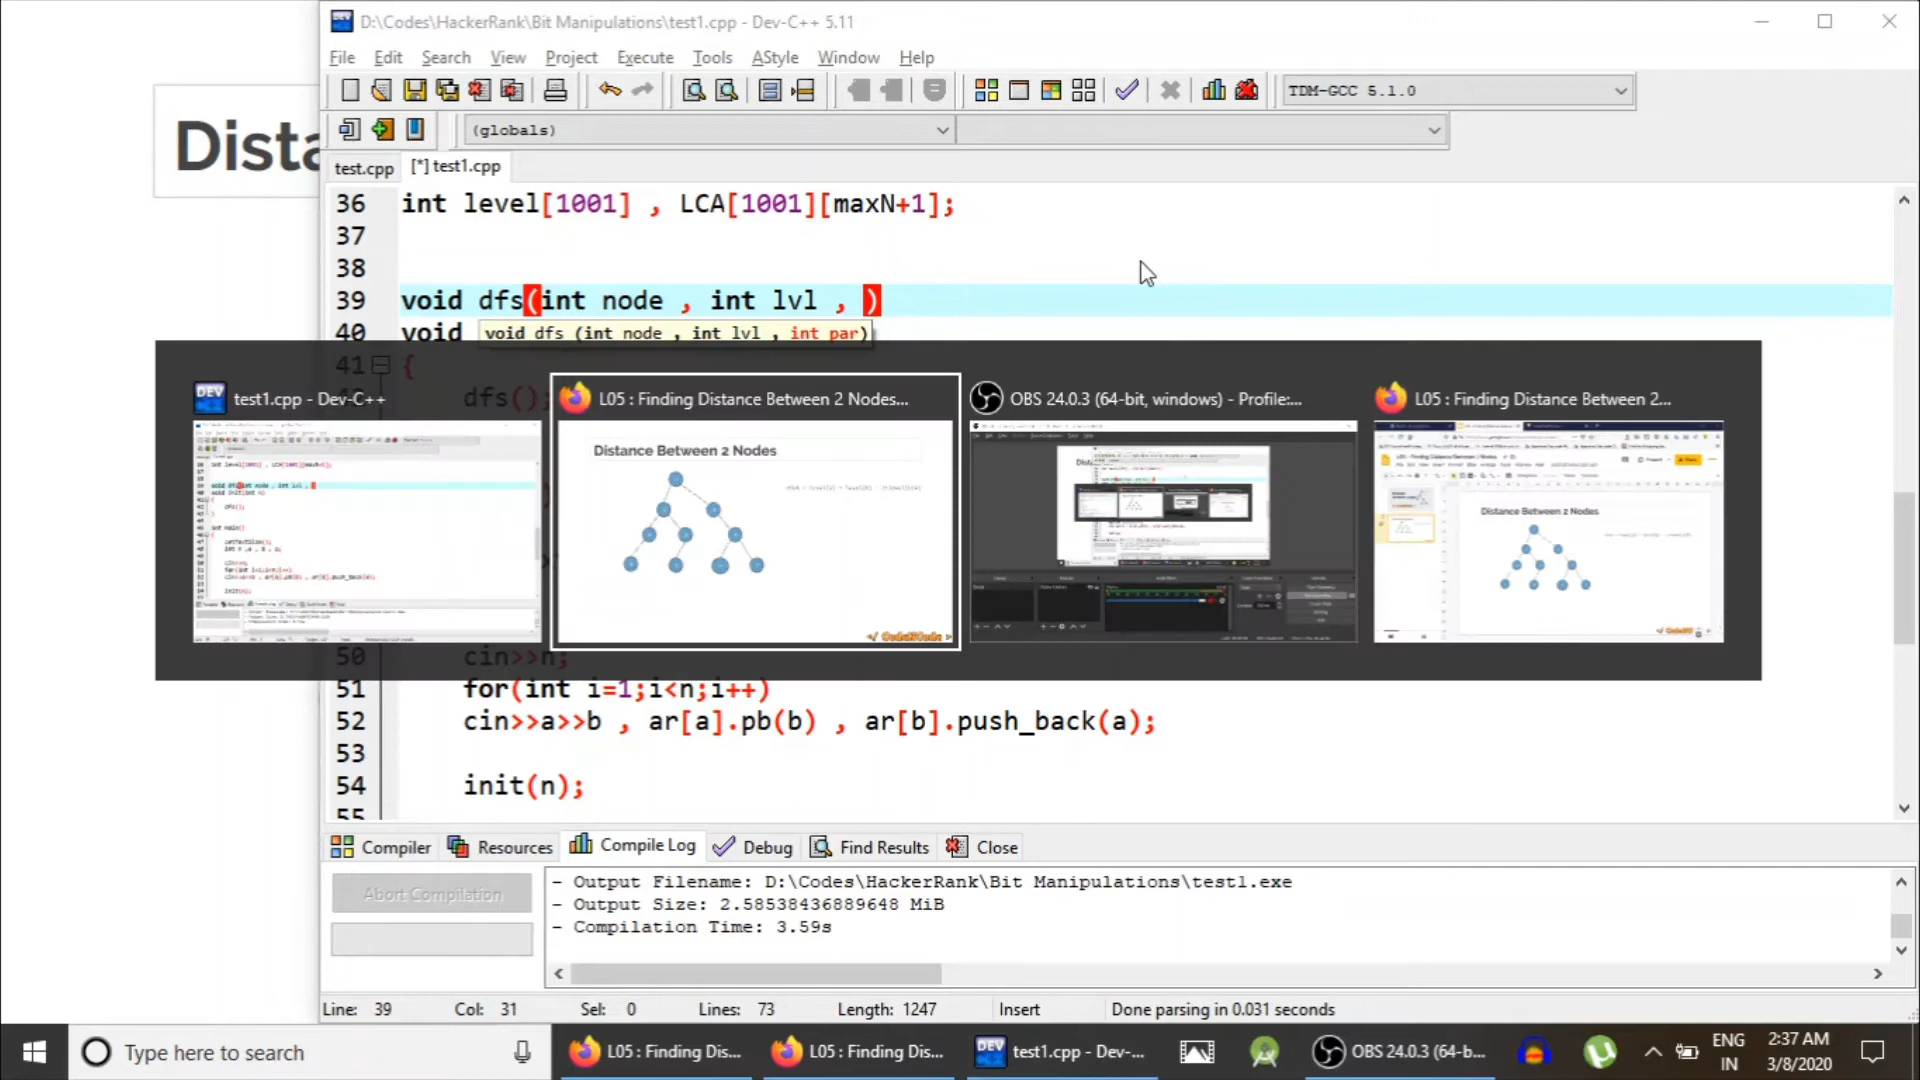 D:\Codes\HackerRank\Bit Manipulations\test1.cpp - Dev-C++ 5.11
File Edit Search View Project Execute Tools AStyle Window Help
TDM-GCC 5.1.0
(globals)
Dista
test.cpp [*] test1.cpp
36 int level[1001] , LCA[1001][maxN+1];
37
38
39 void dfs(int node , int lvl , )
40 void
void dfs (int node , int lvl , int par)
41 {
dfs();
test1.cpp - Dev-C++
L05 : Finding Distance Between 2 Nodes...
OBS 24.0.3 (64-bit, windows) - Profile:...
L05 : Finding Distance Between 2...
Distance Between 2 Nodes
</ CodeNCode >
Distance Between 2 Nodes
50 cin>>n;
51 for(int i=1;i<n;i++)
52 cin>>a>>b , ar[a].pb(b) , ar[b].push_back(a);
53
54 init(n);
55
Compiler Resources Compile Log Debug Find Results Close
Abort Compilation
- Output Filename: D:\Codes\HackerRank\Bit Manipulations\test1.exe
- Output Size: 2.58538436889648 MiB
- Compilation Time: 3.59s
Line: 39 Col: 31 Sel: 0 Lines: 73 Length: 1247 Insert Done parsing in 0.031 seconds
Type here to search
L05 : Finding Dis...
L05 : Finding Dis...
test1.cpp - Dev-...
OBS 24.0.3 (64-b...
ENG
IN
2:37 AM
3/8/2020